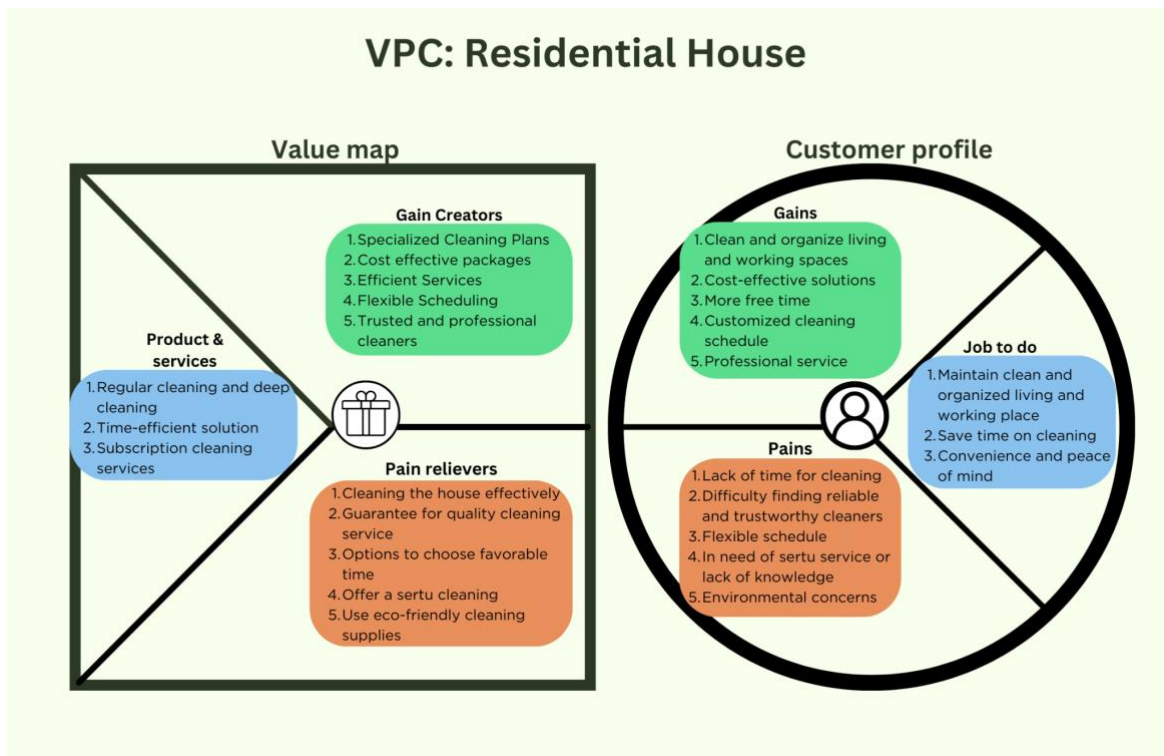 VPC: Residential House
Value map
Gain Creators
1. Specialized Cleaning Plans
2. Cost effective packages
3. Efficient Services
4. Flexible Scheduling
5. Trusted and professional
cleaners
Product &
services
1. Regular cleaning and deep
cleaning
2. Time-efficient solution
3. Subscription cleaning
services
Pain relievers
1. Cleaning the house effectively
2. Guarantee for quality cleaning
service
3. Options to choose favorable
time
4. Offer a sertu cleaning
5. Use eco-friendly cleaning
supplies
Customer profile
Gains
1. Clean and organize living
and working spaces
2. Cost-effective solutions
3. More free time
4. Customized cleaning
schedule
5. Professional service
Job to do
1. Maintain clean and
organized living and
working place
2. Save time on cleaning
3. Convenience and peace
of mind
Pains
1. Lack of time for cleaning
2. Difficulty finding reliable
and trustworthy cleaners
3. Flexible schedule
4. In need of sertu service or
lack of knowledge
5. Environmental concerns